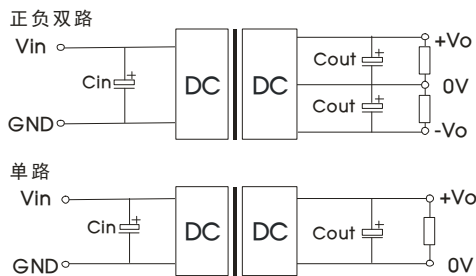 正负双路
Vin
+Vo
Cout
+
Cin
+
DC
DC
0V
Cout
+
GND
-Vo
单路
Vin
+Vo
Cin
+
DC
DC
Cout
+
GND
0V